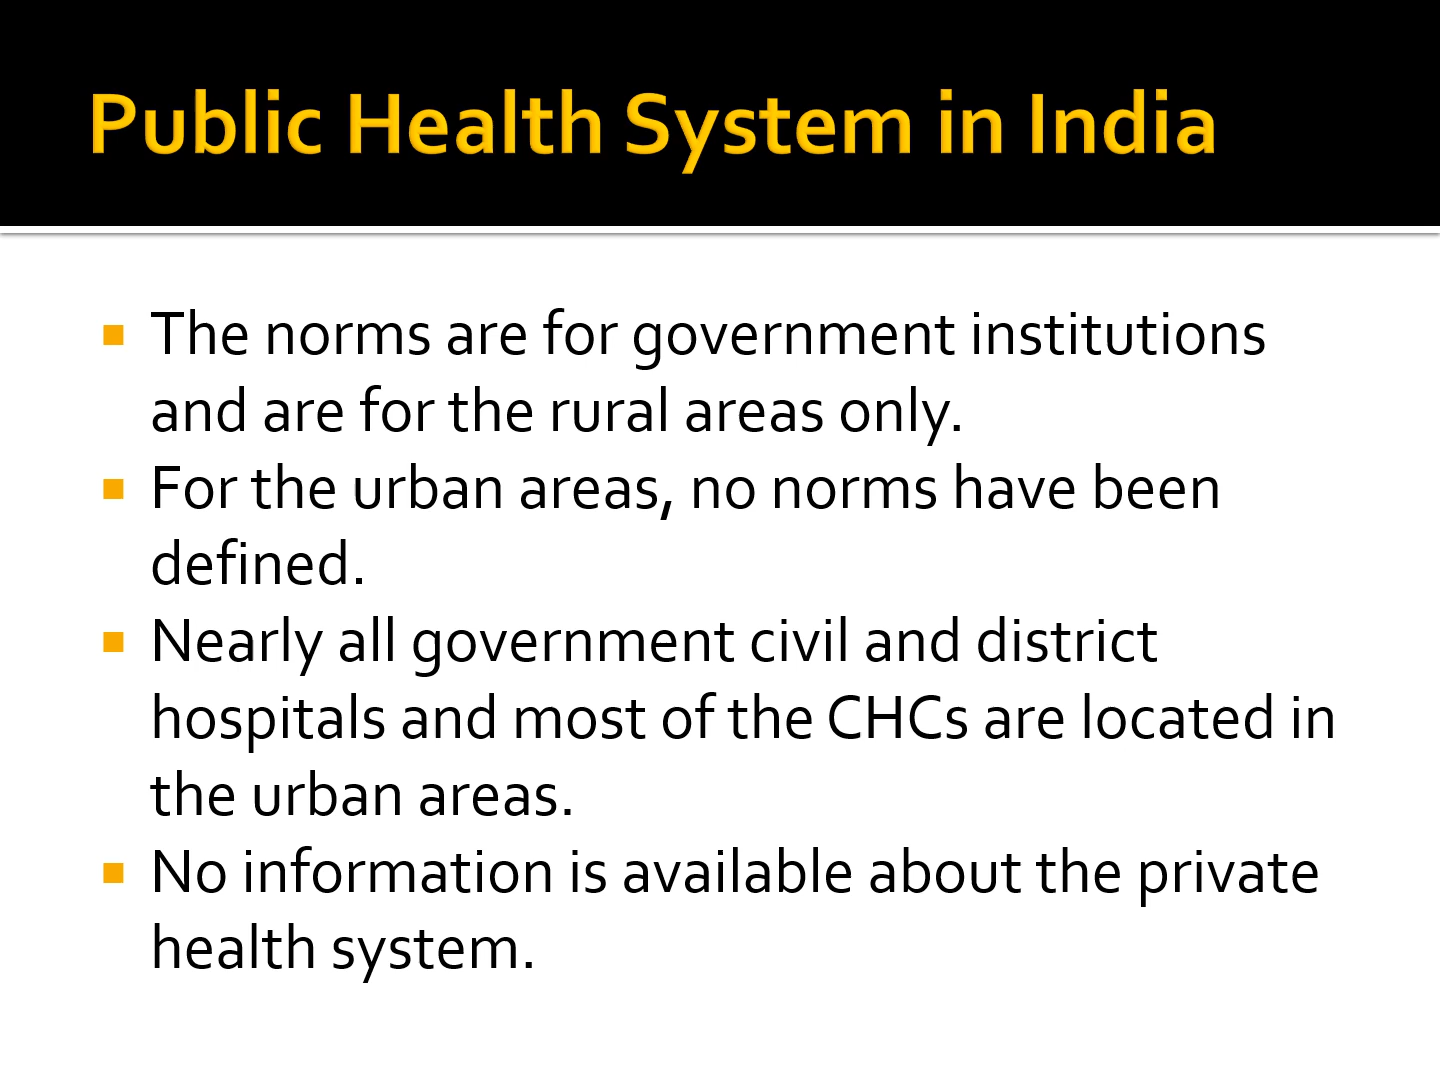 Public Health System in India
The norms are for government institutions
and are for the rural areas only.
For the urban areas, no norms have been
defined.
Nearly all government civil and district
hospitals and most of the CHCs are located in
the urban areas.
No information is available about the private
health system.